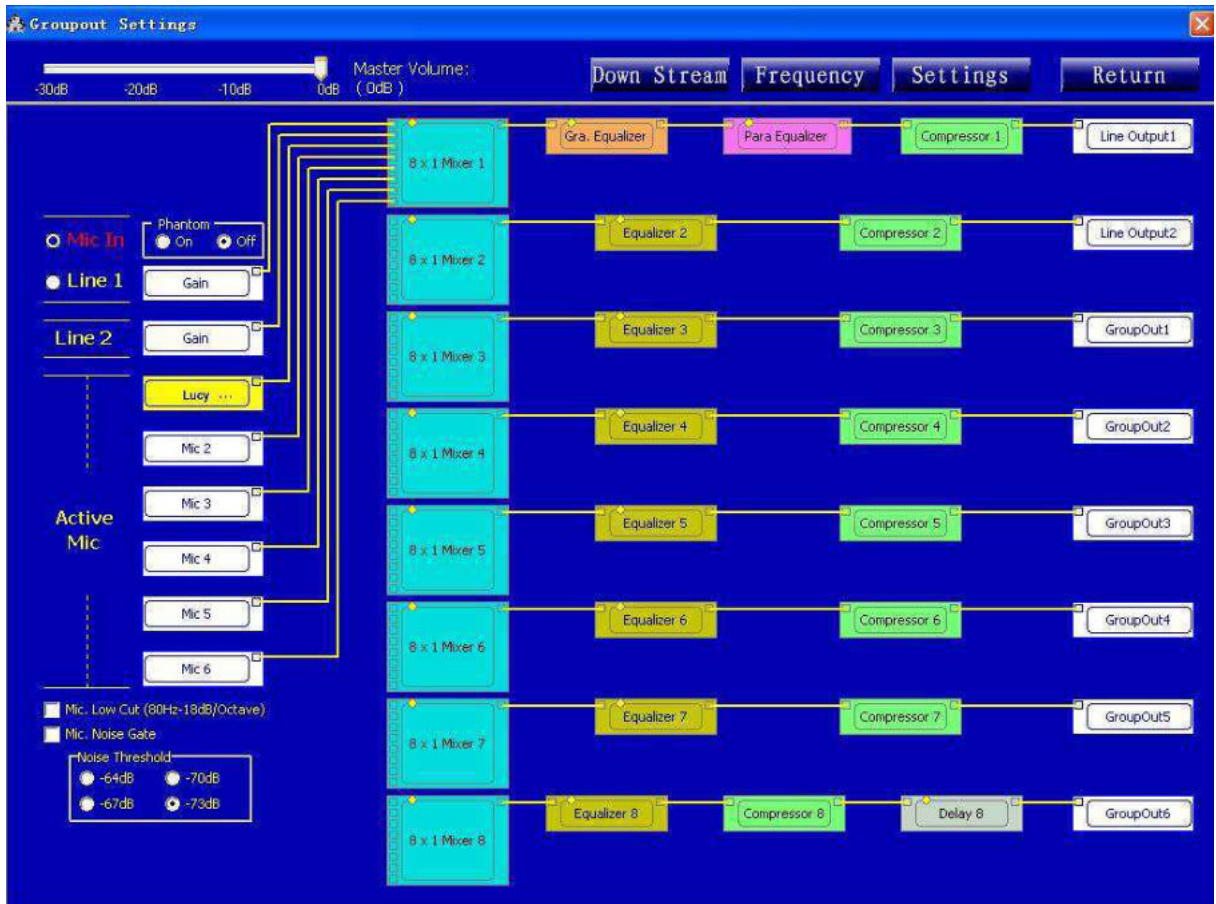 Groupout Settings
Master Volume:
( 0dB )
-30dB -20dB -10dB 0dB
Down Stream Frequency Settings Return
8 x 1 Mixer 1 Gra. Equalizer Para Equalizer Compressor 1 Line Output1
Phantom
On Off
Mic In
Line 1 Gain
Line 2 Gain
Lucy ...
Mic 2
Mic 3
Active
Mic
Mic 4
Mic 5
Mic 6
8 x 1 Mixer 2 Equalizer 2 Compressor 2 Line Output2
8 x 1 Mixer 3 Equalizer 3 Compressor 3 GroupOut1
8 x 1 Mixer 4 Equalizer 4 Compressor 4 GroupOut2
8 x 1 Mixer 5 Equalizer 5 Compressor 5 GroupOut3
8 x 1 Mixer 6 Equalizer 6 Compressor 6 GroupOut4
8 x 1 Mixer 7 Equalizer 7 Compressor 7 GroupOut5
8 x 1 Mixer 8 Equalizer 8 Compressor 8 Delay 8 GroupOut6
Mic. Low Cut (80Hz-18dB/Octave)
Mic. Noise Gate
Noise Threshold
-64dB -70dB
-67dB -73dB